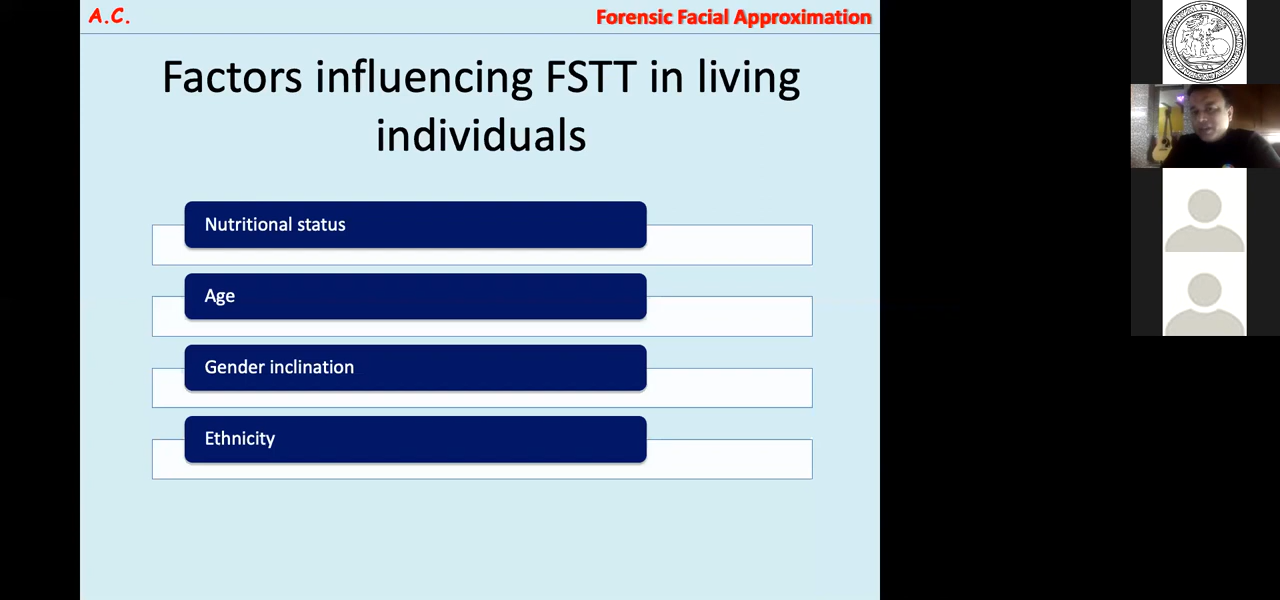 A.C.
Forensic Facial Approximation
Factors influencing FSTT in living
individuals
Nutritional status
Age
Gender inclination
Ethnicity